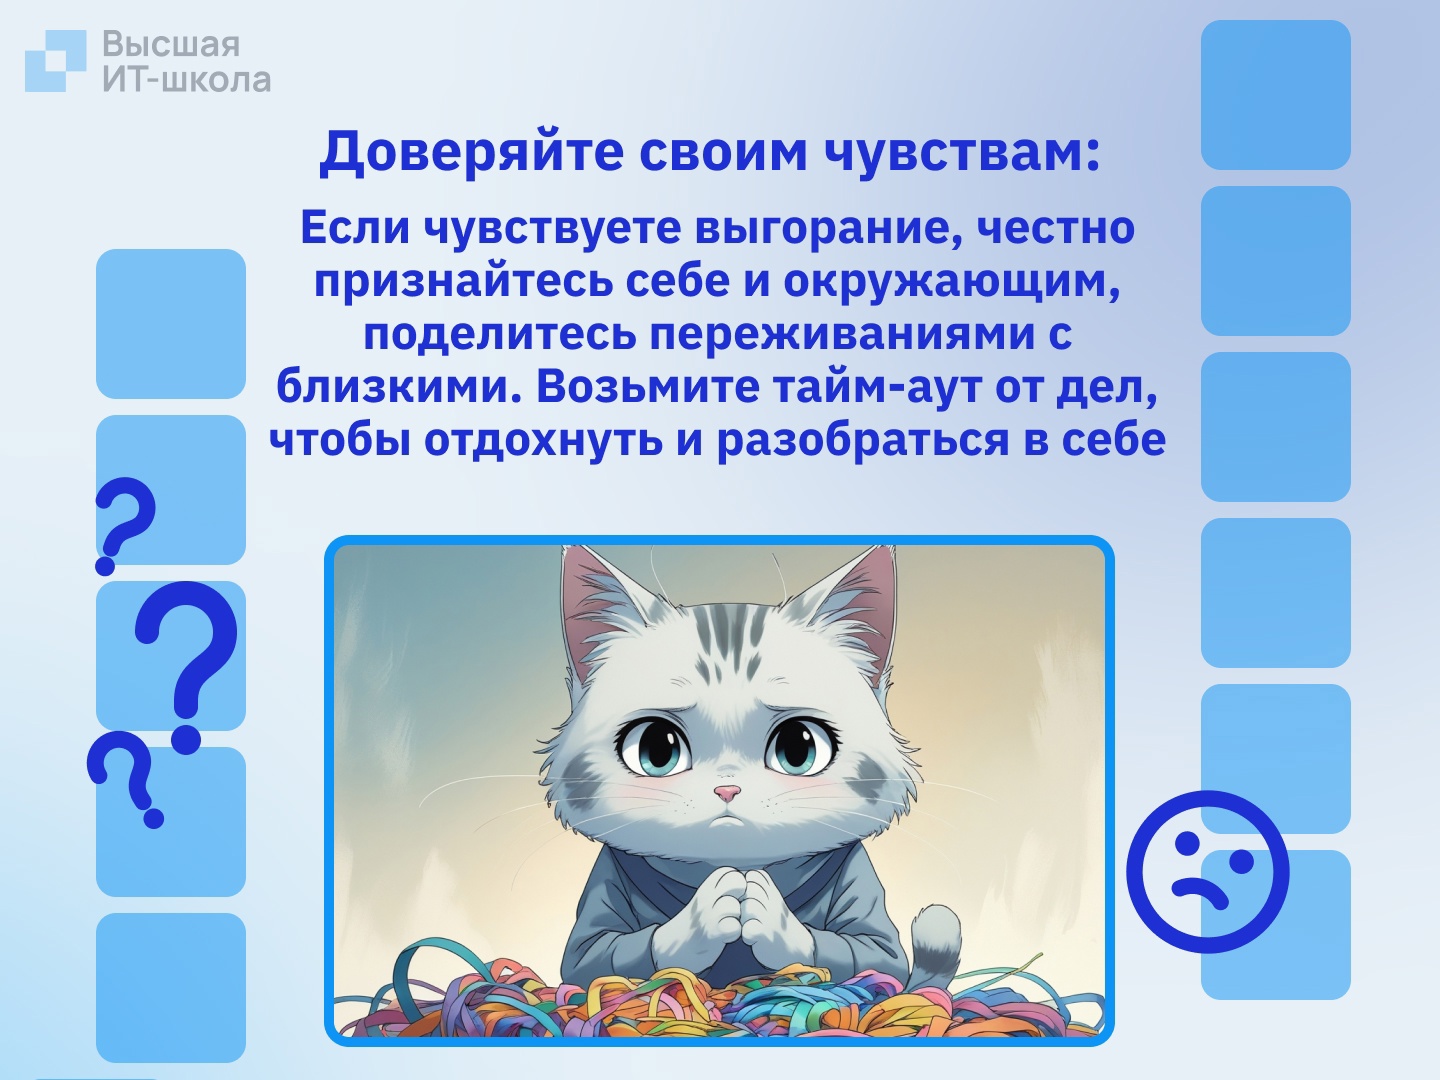 Высшая
ИТ-школа
Доверяйте своим чувствам:
Если чувствуете выгорание, честно
признайтесь себе и окружающим,
поделитесь переживаниями с
близкими. Возьмите тайм-аут от дел,
чтобы отдохнуть и разобраться в себе
?
?
?